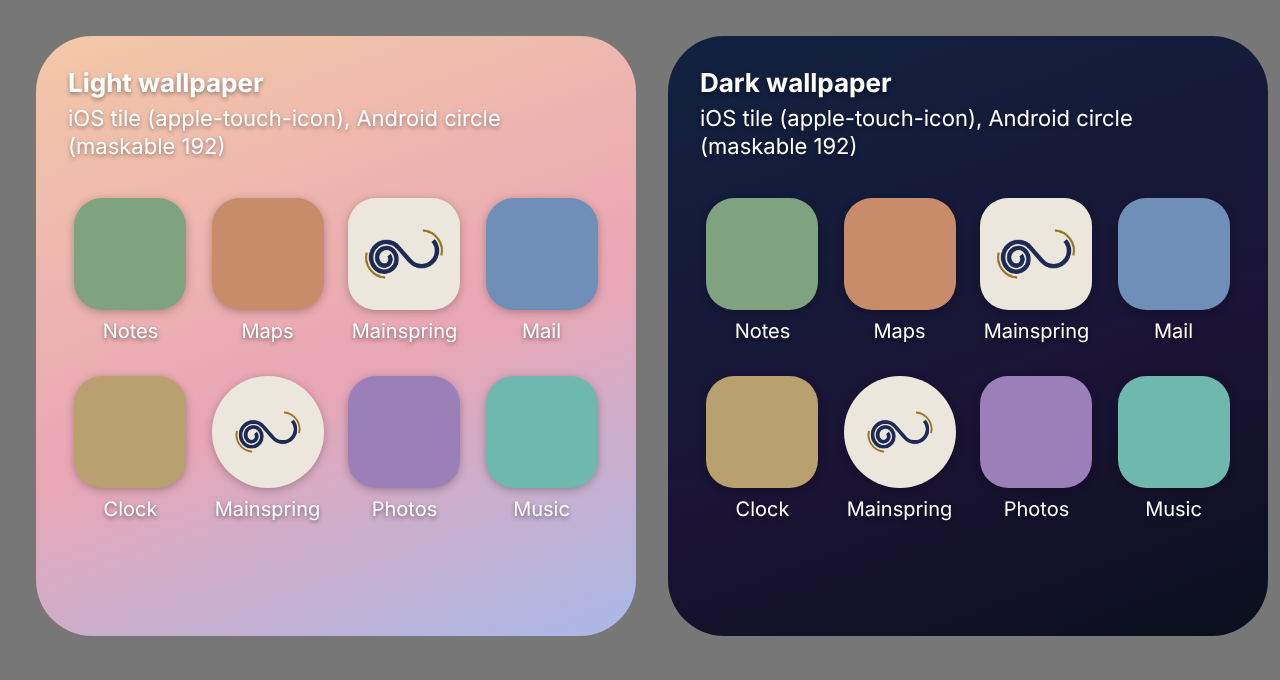 Light wallpaper
iOS tile (apple-touch-icon), Android circle
(maskable 192)
Notes
Maps
Mainspring
Mail
Clock
Mainspring
Photos
Music
Dark wallpaper
iOS tile (apple-touch-icon), Android circle
(maskable 192)
Notes
Maps
Mainspring
Mail
Clock
Mainspring
Photos
Music